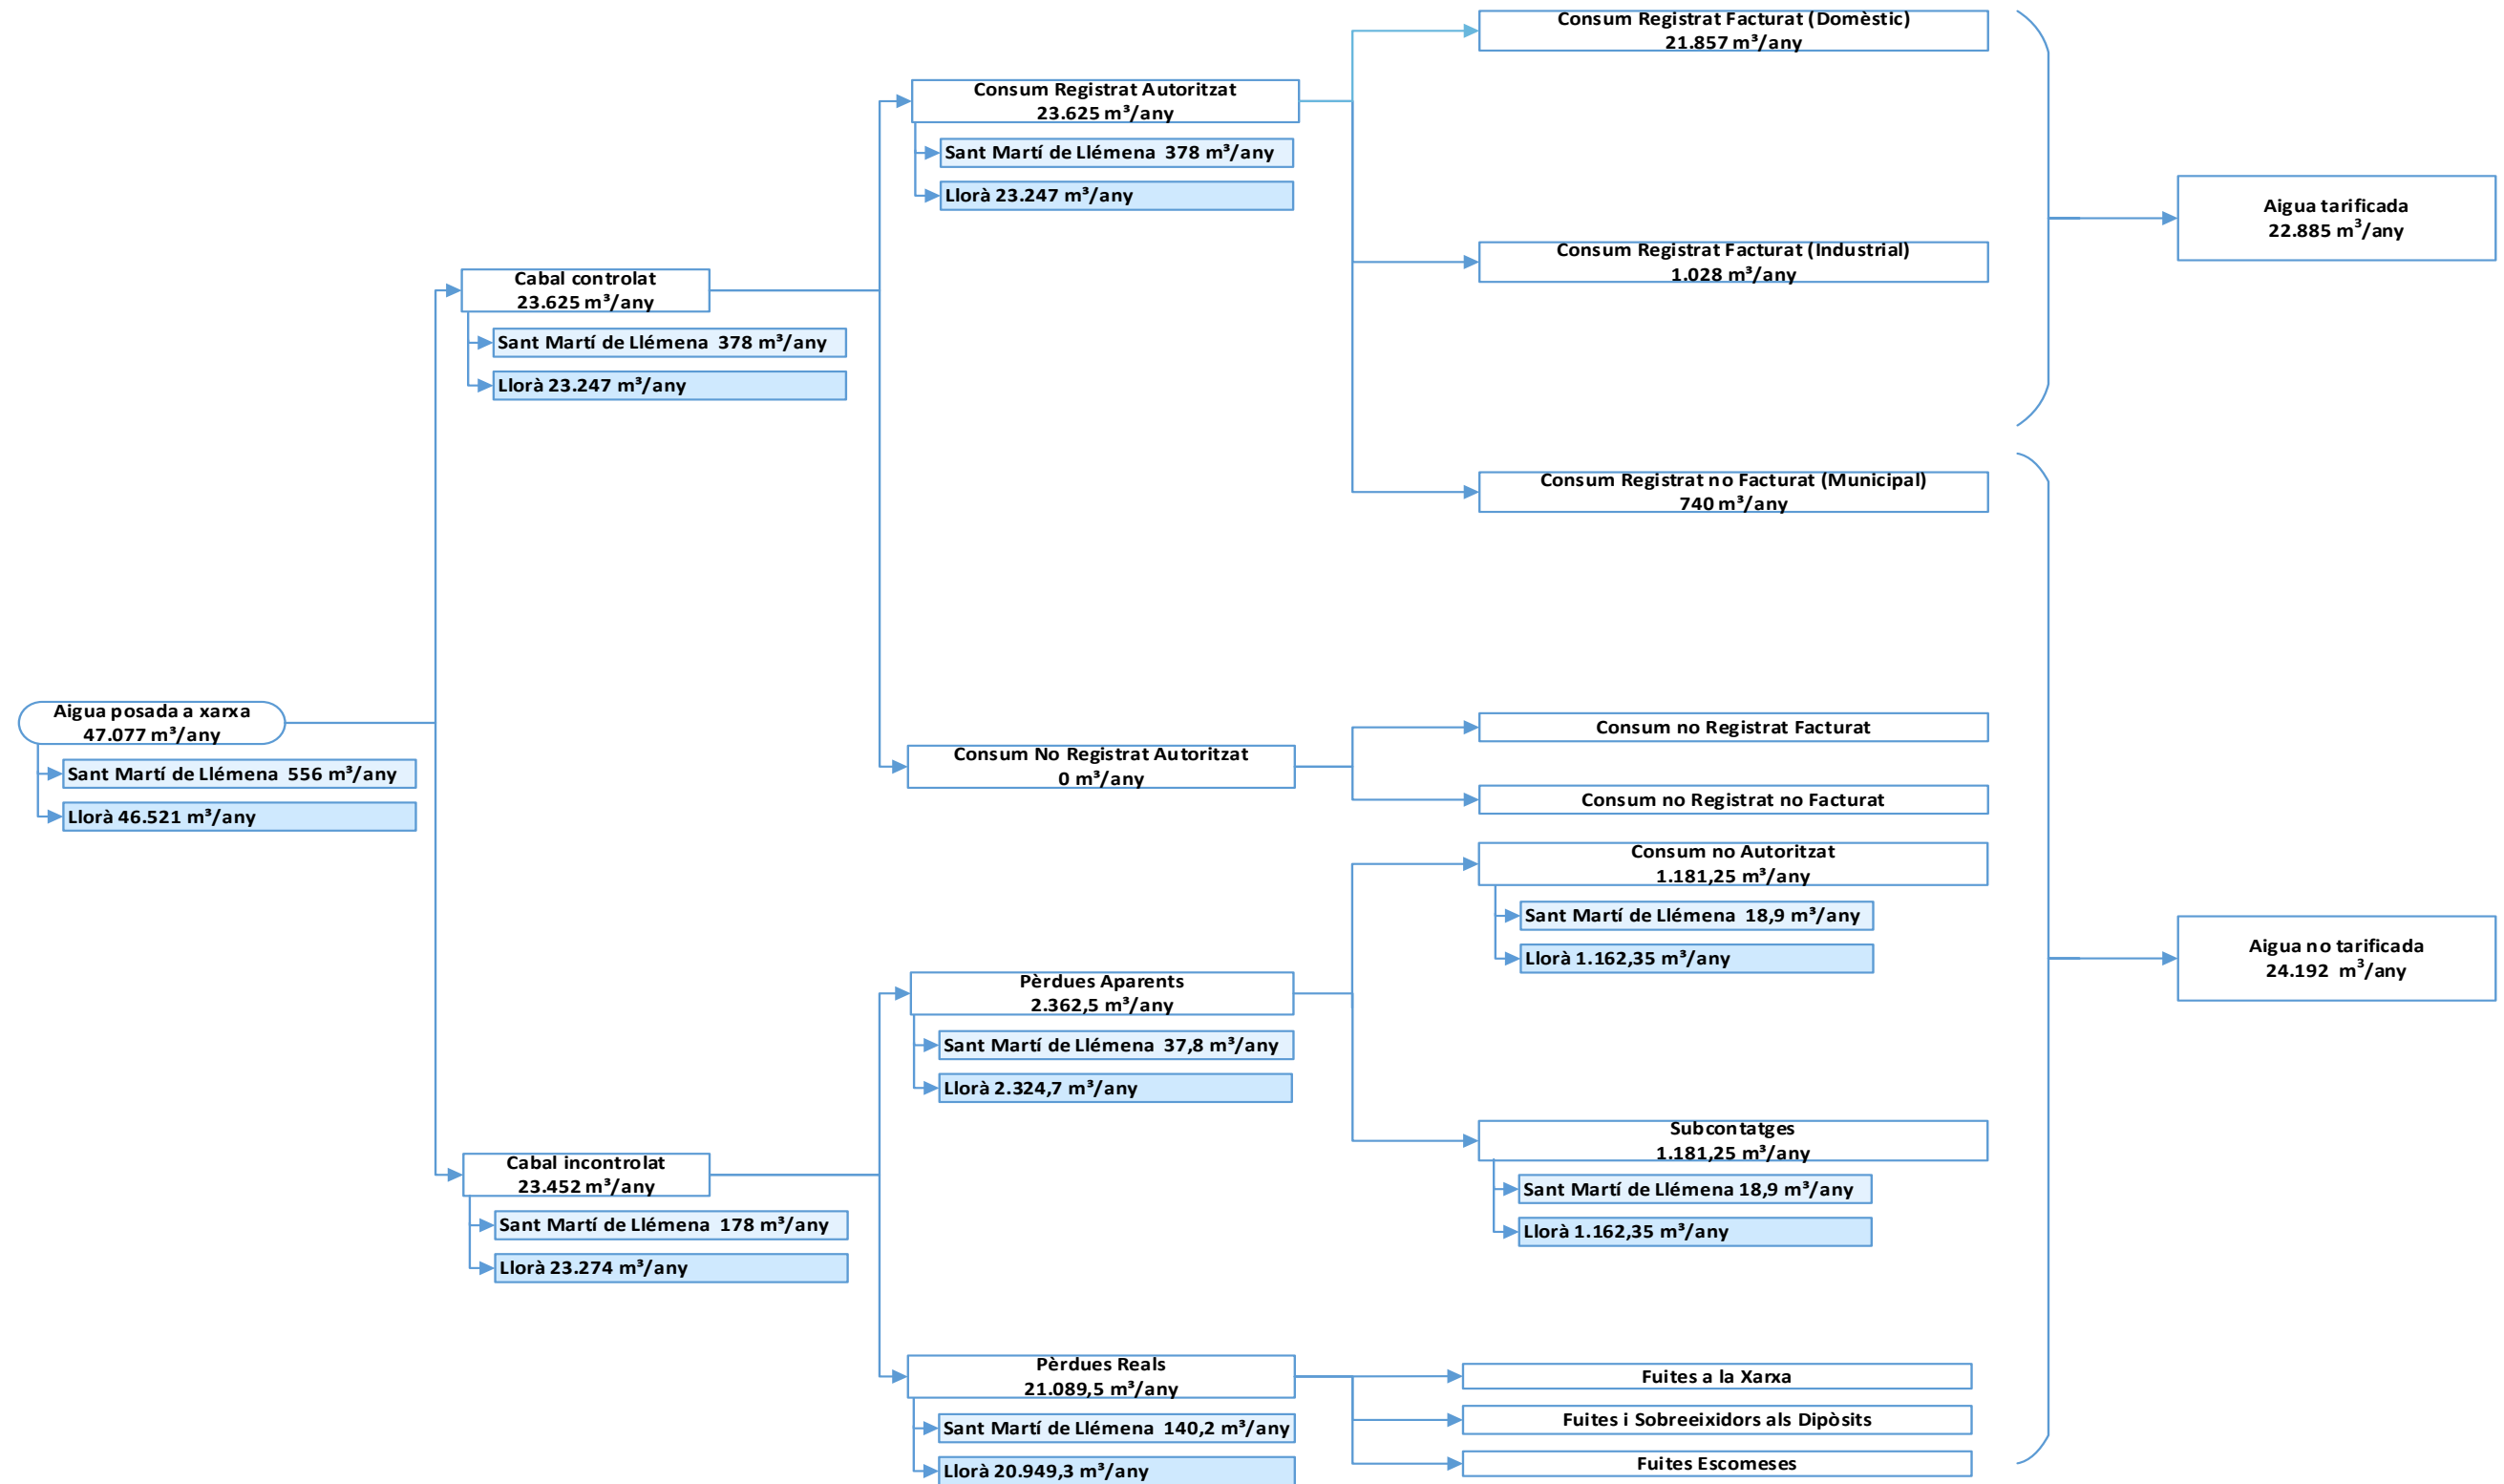 Aigua posada a xarxa
47.077 m³/any
Sant Martí de Llémena 556 m³/any
Llorà 46.521 m³/any
Cabal controlat
23.625 m³/any
Sant Martí de Llémena 378 m³/any
Llorà 23.247 m³/any
Cabal incontrolat
23.452 m³/any
Sant Martí de Llémena 178 m³/any
Llorà 23.274 m³/any
Consum Registrat Autoritzat
23.625 m³/any
Sant Martí de Llémena 378 m³/any
Llorà 23.247 m³/any
Consum No Registrat Autoritzat
0 m³/any
Pèrdues Aparents
2.362,5 m³/any
Sant Martí de Llémena 37,8 m³/any
Llorà 2.324,7 m³/any
Pèrdues Reals
21.089,5 m³/any
Sant Martí de Llémena 140,2 m³/any
Llorà 20.949,3 m³/any
Consum Registrat Facturat (Domèstic)
21.857 m³/any
Consum Registrat Facturat (Industrial)
1.028 m³/any
Consum Registrat no Facturat (Municipal)
740 m³/any
Consum no Registrat Facturat
Consum no Registrat no Facturat
Consum no Autoritzat
1.181,25 m³/any
Sant Martí de Llémena 18,9 m³/any
Llorà 1.162,35 m³/any
Subcontatges
1.181,25 m³/any
Sant Martí de Llémena 18,9 m³/any
Llorà 1.162,35 m³/any
Fuites a la Xarxa
Fuites i Sobreeixidors als Dipòsits
Fuites Escomeses
Aigua tarificada
22.885 m³/any
Aigua no tarificada
24.192 m³/any